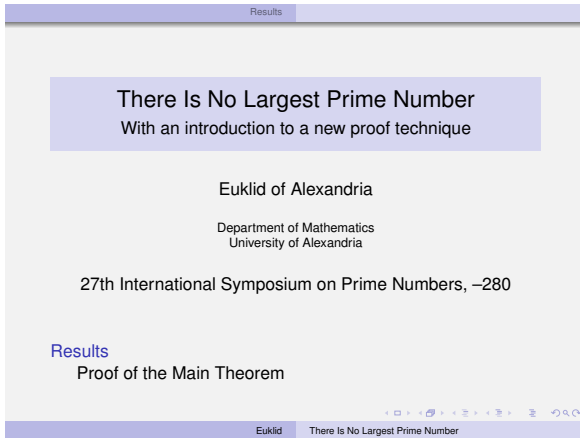 Results
There Is No Largest Prime Number
With an introduction to a new proof technique
Euklid of Alexandria
Department of Mathematics
University of Alexandria
27th International Symposium on Prime Numbers, –280
Results
Proof of the Main Theorem
Euklid There Is No Largest Prime Number